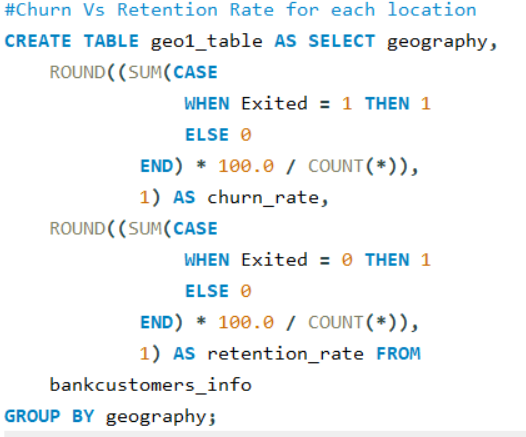 #Churn Vs Retention Rate for each location
CREATE TABLE geo1_table AS SELECT geography,
ROUND((SUM(CASE
WHEN Exited = 1 THEN 1
ELSE 0
END) * 100.0 / COUNT(*)),
1) AS churn_rate,
ROUND((SUM(CASE
WHEN Exited = 0 THEN 1
ELSE 0
END) * 100.0 / COUNT(*)),
1) AS retention_rate FROM
bankcustomers_info
GROUP BY geography;